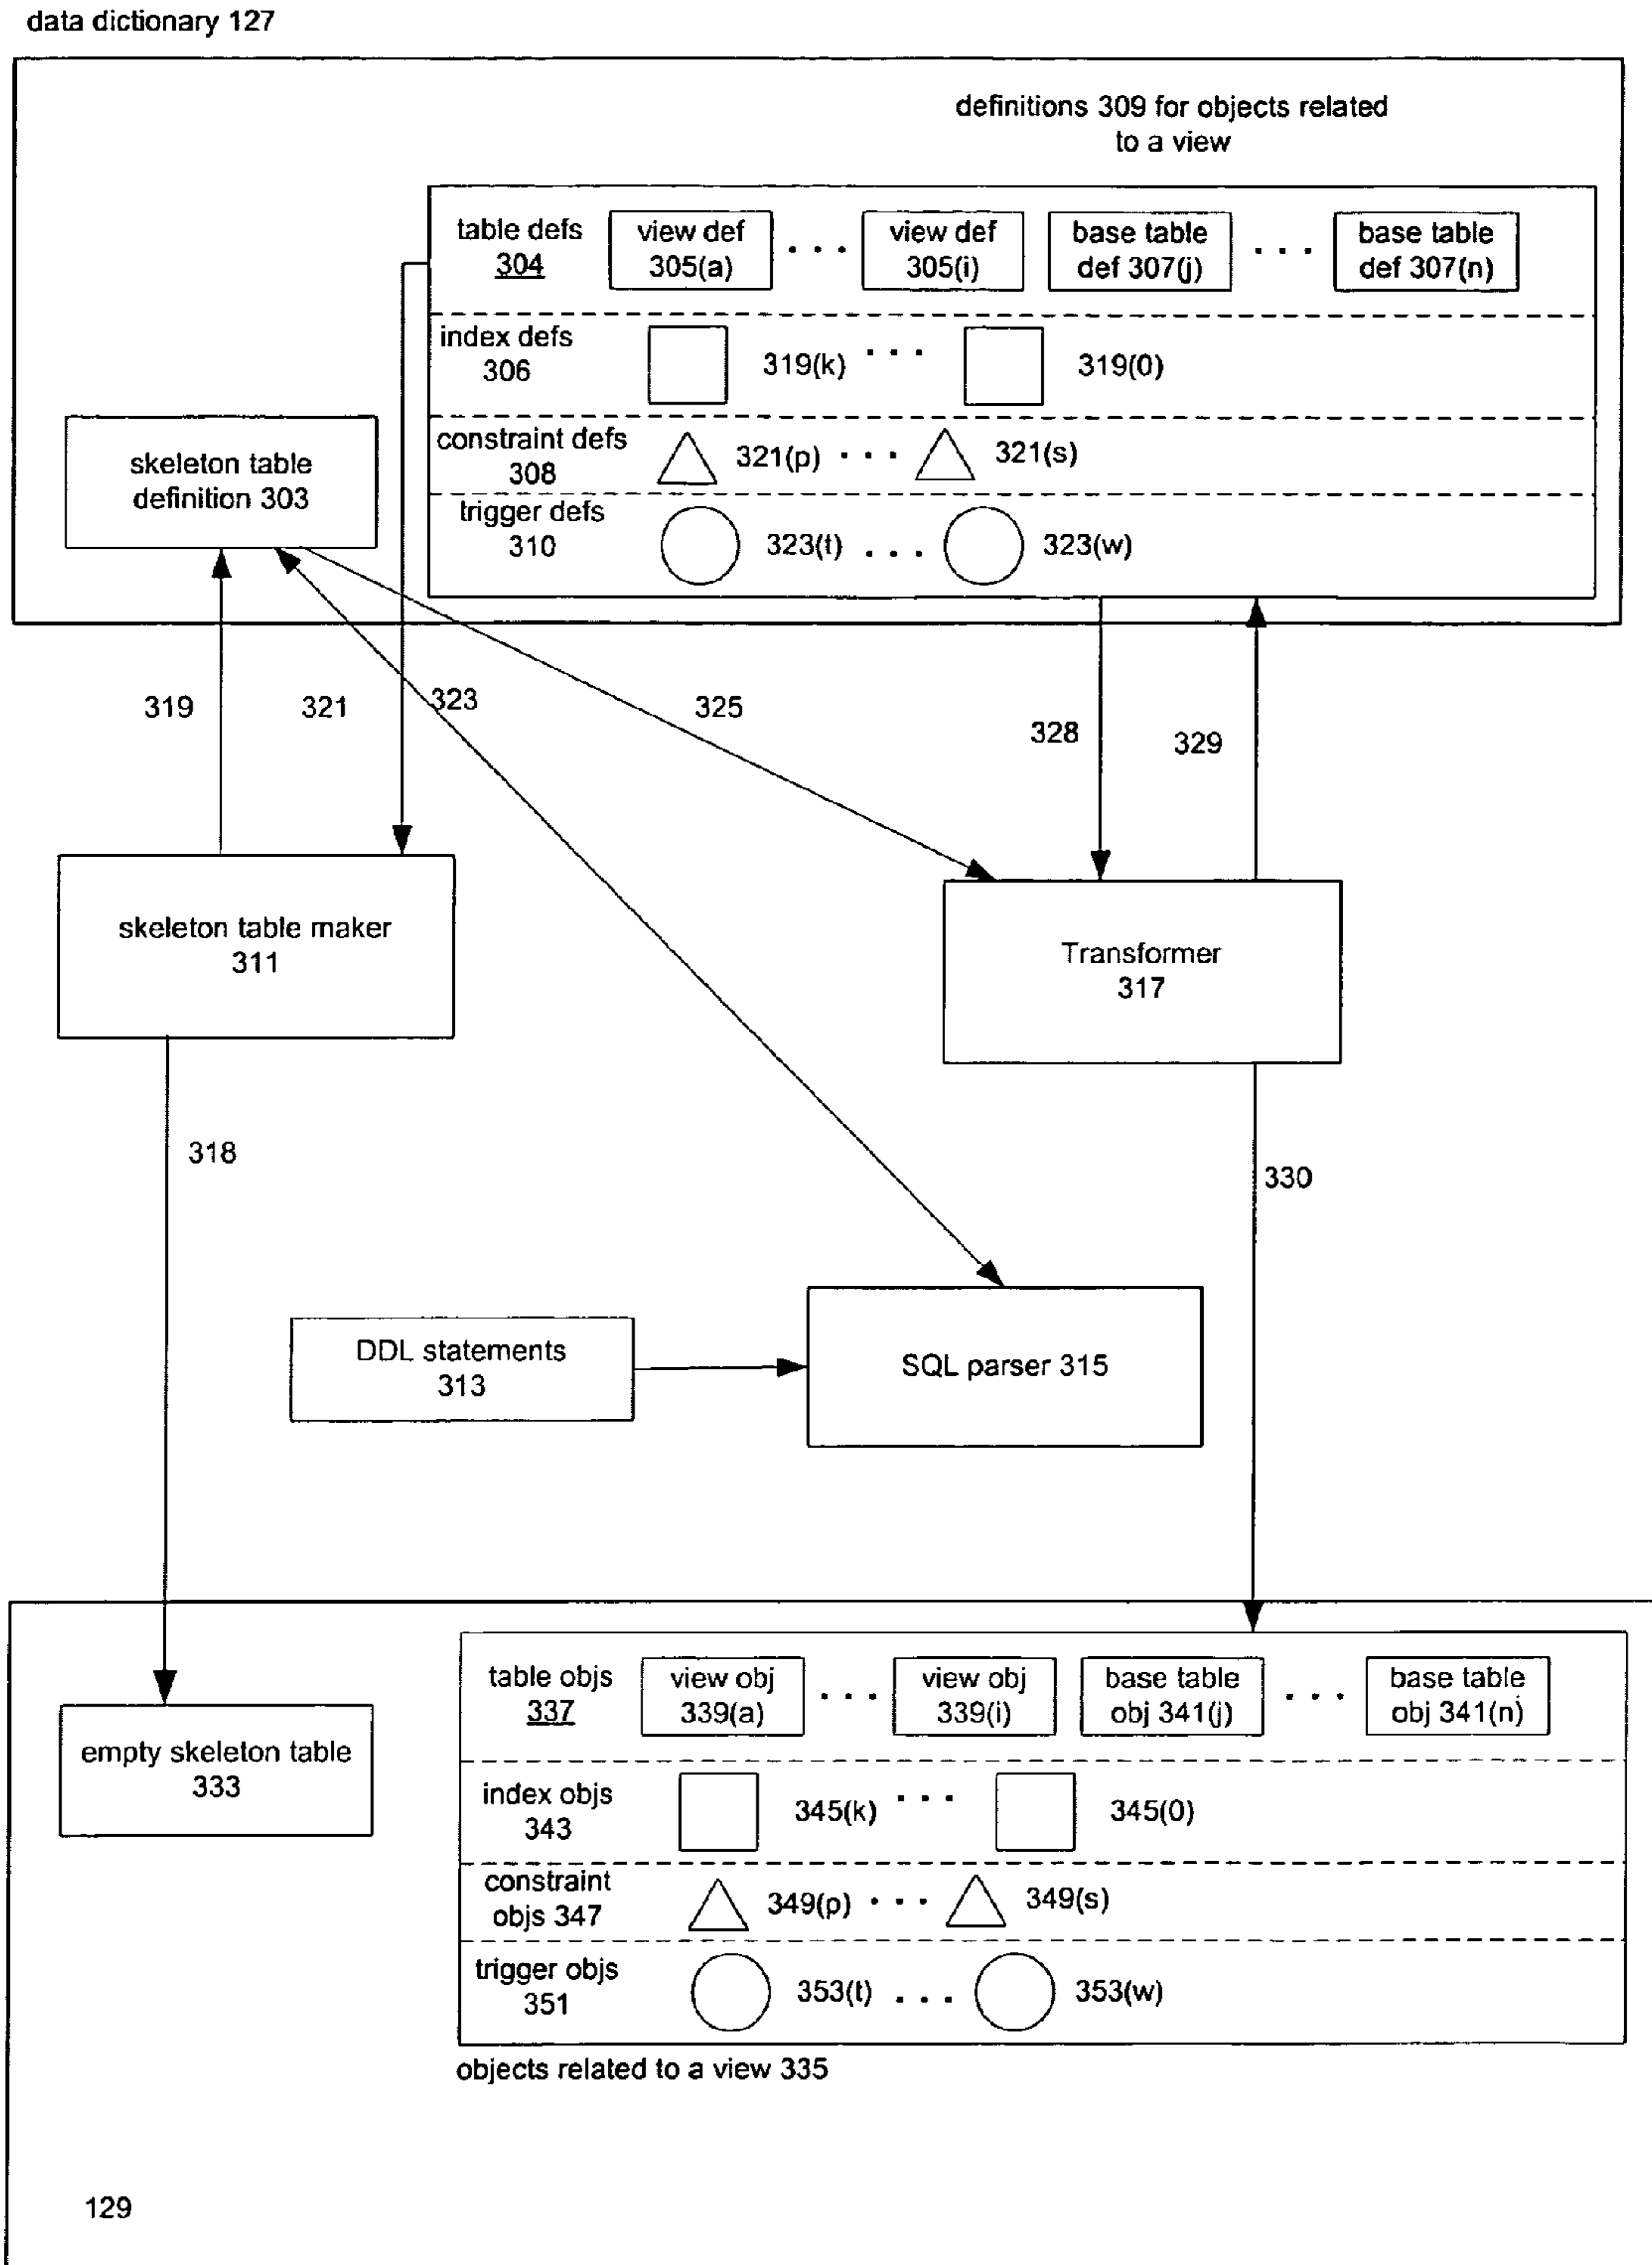 data dictionary 127
definitions 309 for objects related
to a view
table defs
304
view def
305(a)
. . .
view def
305(i)
base table
def 307(j)
. . .
base table
def 307(n)
index defs
306
319(k)
. . .
319(0)
constraint defs
308
321(p)
. . .
321(s)
trigger defs
310
323(t)
. . .
323(w)
skeleton table
definition 303
319
321
323
325
328
329
skeleton table maker
311
Transformer
317
318
330
DDL statements
313
SQL parser 315
table objs
337
view obj
339(a)
. . .
view obj
339(i)
base table
obj 341(j)
. . .
base table
obj 341(n)
empty skeleton table
333
index objs
343
345(k)
. . .
345(0)
constraint
objs 347
349(p)
. . .
349(s)
trigger objs
351
353(t)
. . .
353(w)
objects related to a view 335
129